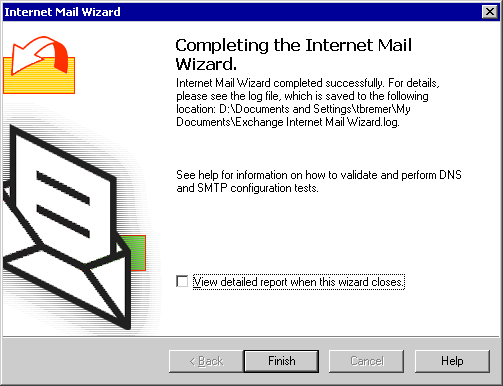 Internet Mail Wizard
Completing the Internet Mail
Wizard.
Internet Mail Wizard completed successfully. For details,
please see the log file, which is saved to the following
location: D:\Documents and Settings\tbremer\My
Documents\Exchange Internet Mail Wizard.log.
See help for information on how to validate and perform DNS
and SMTP configuration tests.
View detailed report when this wizard closes.
< Back
Finish
Cancel
Help